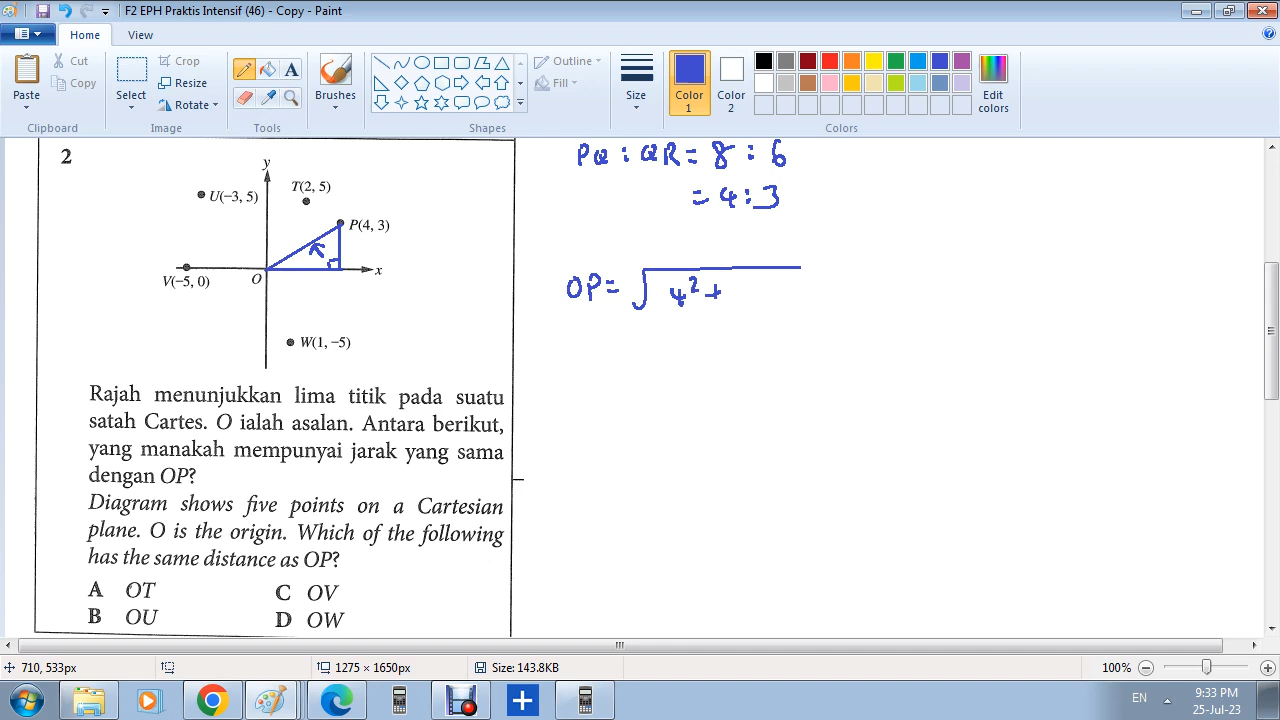 F2 EPH Praktis Intensif (46) - Copy - Paint
Home View
Paste Cut Copy Select Crop Resize Rotate Brushes Outline Fill Size Color 1 Color 2 Edit colors
Clipboard Image Tools Shapes Colors
2
y
U(−3, 5)
T(2, 5)
P(4, 3)
x
O
V(−5, 0)
W(1, −5)
Rajah menunjukkan lima titik pada suatu
satah Cartes. O ialah asalan. Antara berikut,
yang manakah mempunyai jarak yang sama
dengan OP?
Diagram shows five points on a Cartesian
plane. O is the origin. Which of the following
has the same distance as OP?
A OT C OV
B OU D OW
PQ : QR = 8 : 6
= 4 : 3
OP = √ 4² +
710, 533px 1275 × 1650px Size: 143.8KB 100%
EN 9:33 PM
25-Jul-23